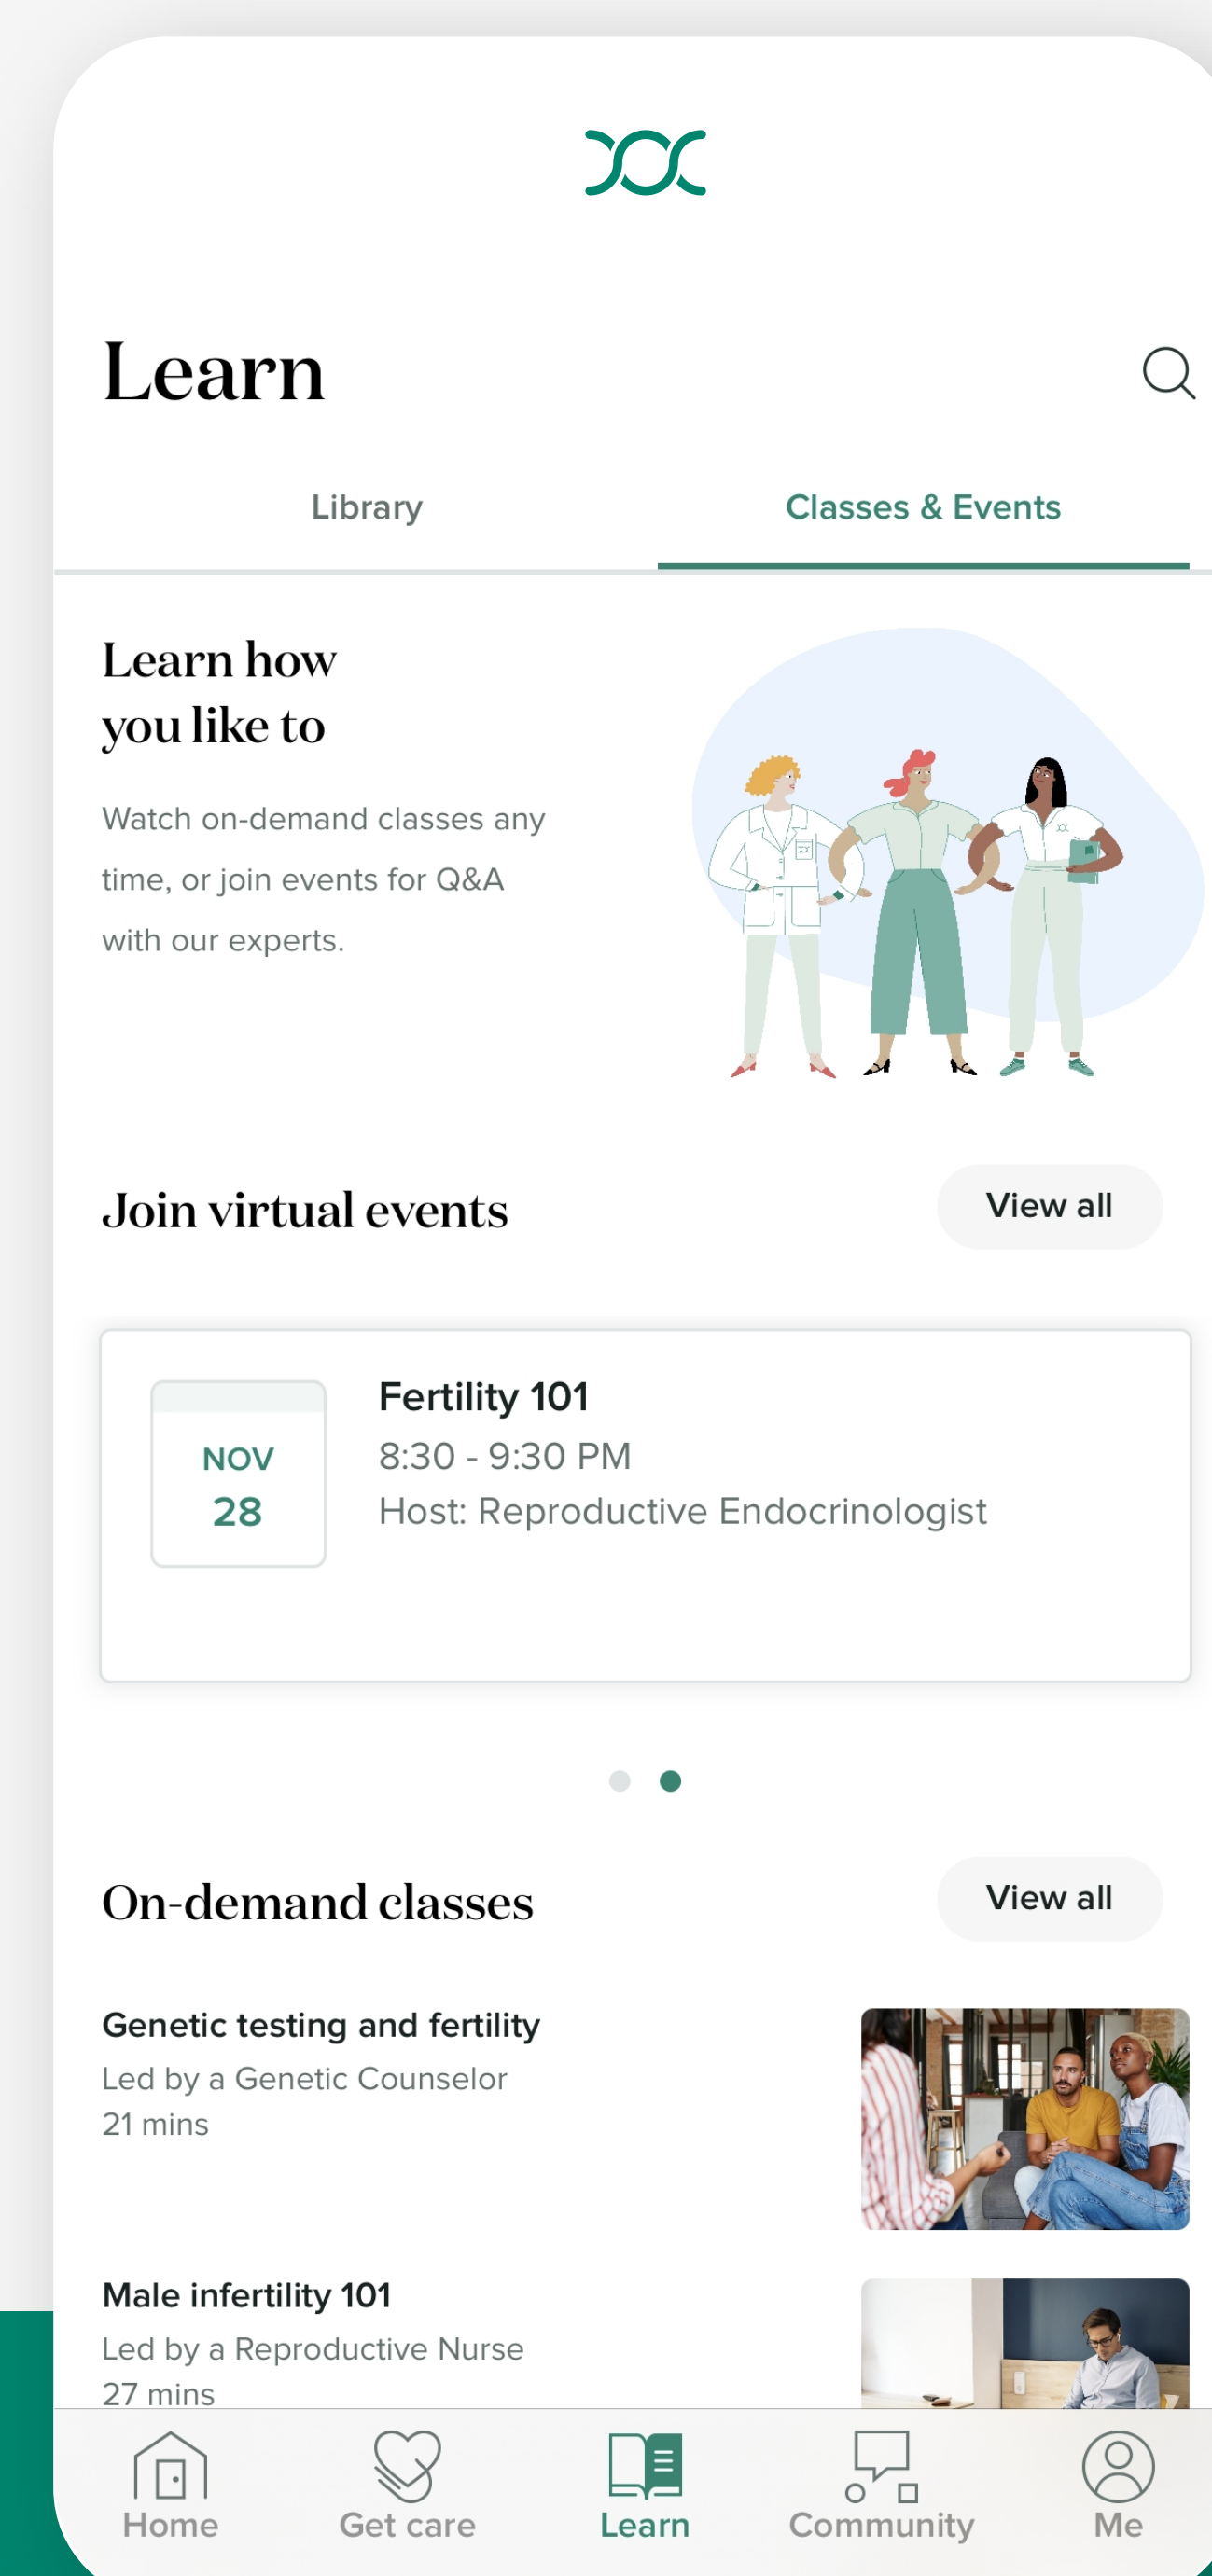 Learn
Library
Classes & Events
Learn how
you like to
Watch on-demand classes any
time, or join events for Q&A
with our experts.
Join virtual events
View all
NOV
28
Fertility 101
8:30 - 9:30 PM
Host: Reproductive Endocrinologist
On-demand classes
View all
Genetic testing and fertility
Led by a Genetic Counselor
21 mins
Male infertility 101
Led by a Reproductive Nurse
27 mins
Home
Get care
Learn
Community
Me